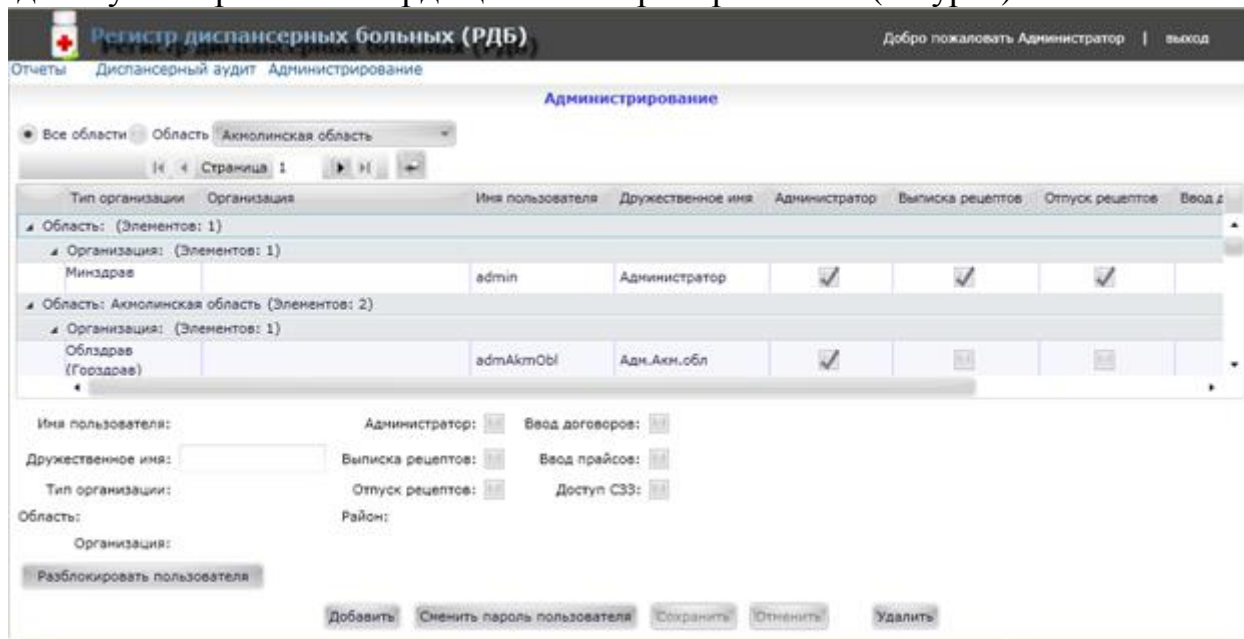 Регистр диспансерных больных (РДБ)
Добро пожаловать Администратор | выход
Отчеты Диспансерный аудит Администрирование
Администрирование
Все области Область Акмолинская область
Страница 1
Тип организации Организация Имя пользователя Дружественное имя Администратор Выписка рецептов Отпуск рецептов Ввод д
Область: (Элементов: 1)
Организация: (Элементов: 1)
Минздрав admin Администратор
Область: Акмолинская область (Элементов: 2)
Организация: (Элементов: 1)
Облздрав admAkmObl Адм.Акм.обл
(Горздрав)
Имя пользователя: Администратор: Ввод договоров:
Дружественное имя: Выписка рецептов: Ввод прайсов:
Тип организации: Отпуск рецептов: Доступ СЗЗ:
Область: Район:
Организация:
Разблокировать пользователя
Добавить Сменить пароль пользователя Сохранить Отменить Удалить